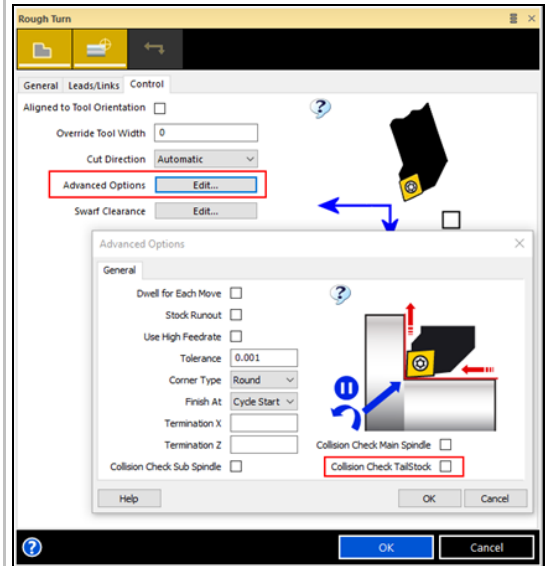 Rough Turn
General Leads/Links Control
Aligned to Tool Orientation
Override Tool Width 0
Cut Direction Automatic
Advanced Options Edit...
Swarf Clearance Edit...
Advanced Options
General
Dwell for Each Move
Stock Runout
Use High Feedrate
Tolerance 0.001
Corner Type Round
Finish At Cycle Start
Termination X
Termination Z Collision Check Main Spindle
Collision Check Sub Spindle Collision Check TailStock
Help OK Cancel
OK Cancel